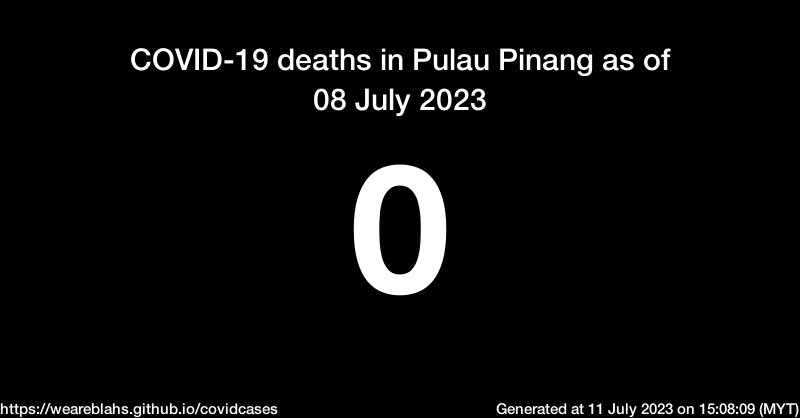 COVID-19 deaths in Pulau Pinang as of
08 July 2023
0
https://weareblahs.github.io/covidcases
Generated at 11 July 2023 on 15:08:09 (MYT)